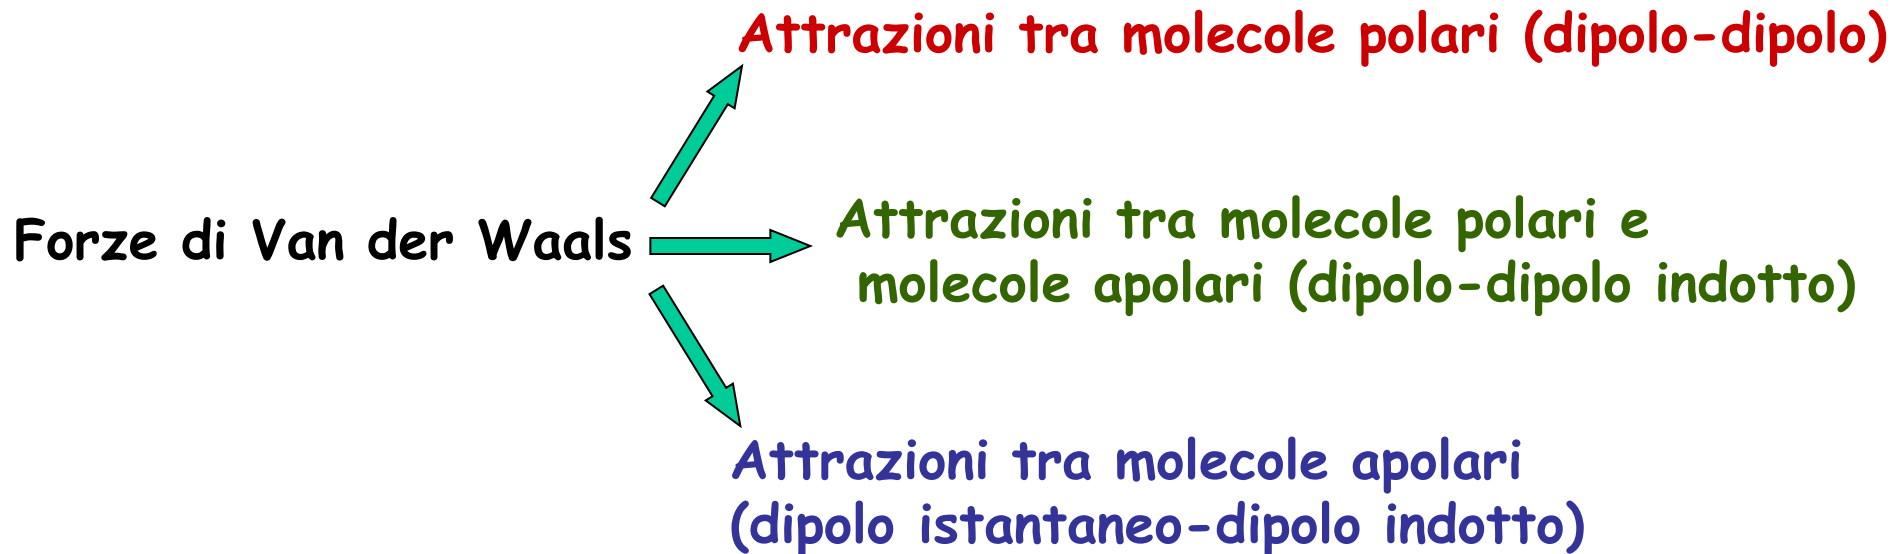 Attrazioni tra molecole polari (dipolo-dipolo)
Forze di Van der Waals
Attrazioni tra molecole polari e
molecole apolari (dipolo-dipolo indotto)
Attrazioni tra molecole apolari
(dipolo istantaneo-dipolo indotto)